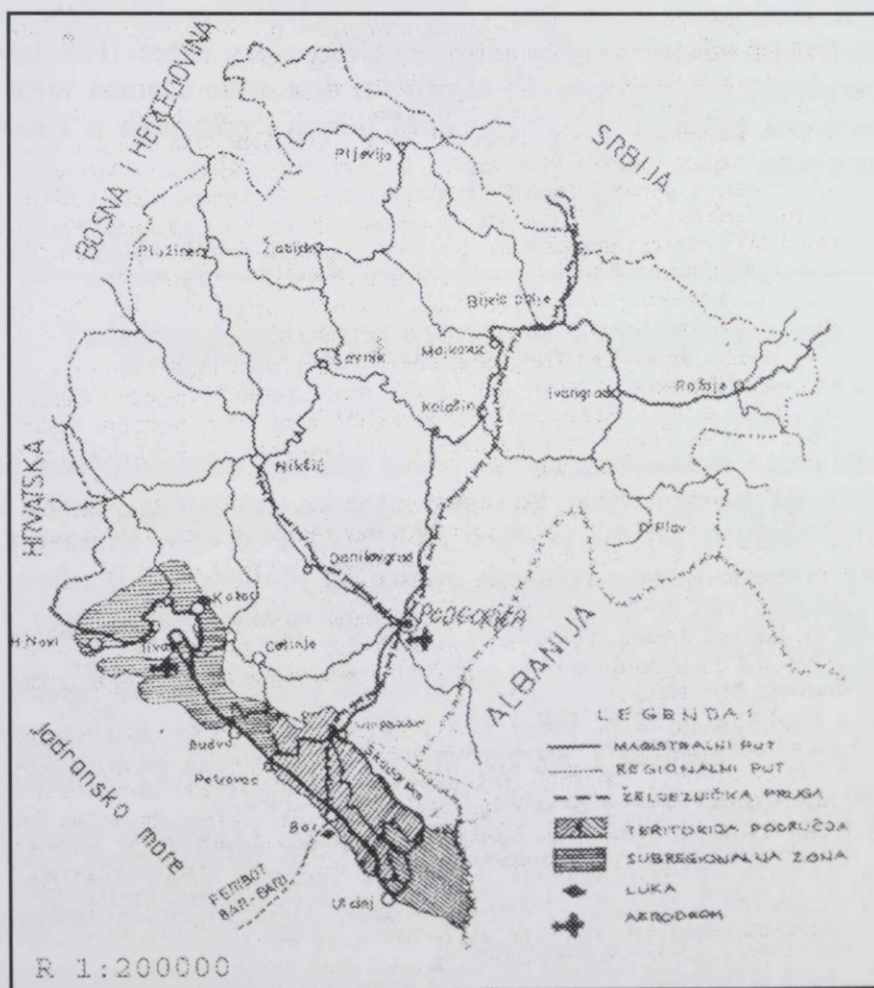 BOSNA I HERCEGOVINA
SRBIJA
Pljevlja
Plužine
Žabljak
Bijelo polje
Mojkovac
Šavnik
Kolašin
Ivangrad
Rožaje
HRVATSKA
Nikšić
Danilovgrad
PODGORICA
ALBANIJA
Kotor
H.Novi
Tivat
Cetinje
Virpazar
Budva
Petrovac
Bar
Ulcinj
Jadransko more
FERIBOT
BAR-BARI
LEGENDA:
MAGISTRALNI PUT
REGIONALNI PUT
ŽELJEZNIČKA PRUGA
TERITORIJA PODRUČJA
SUBREGIONALNA ZONA
LUKA
AERODROM
R 1:200000